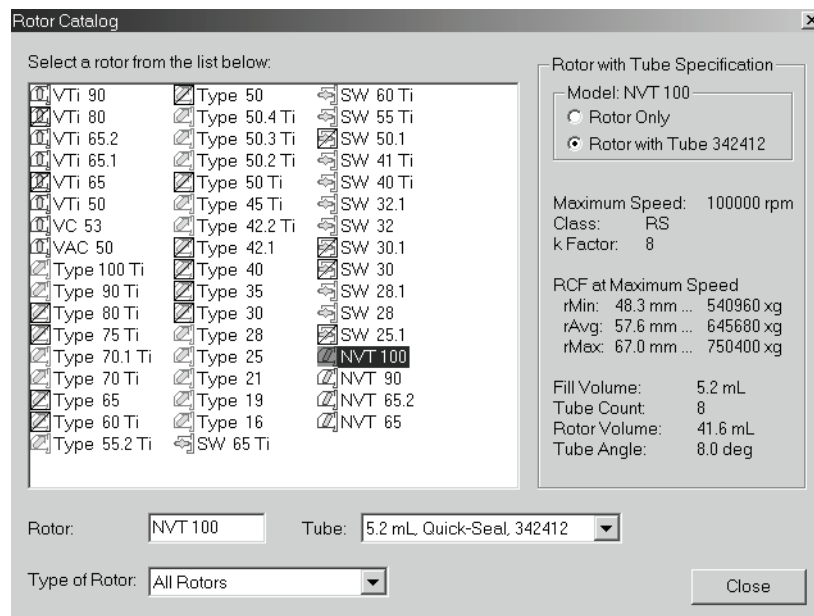 Rotor Catalog
Select a rotor from the list below:
VTi 90
VTi 80
VTi 65.2
VTi 65.1
VTi 65
VTi 50
VC 53
VAC 50
Type 100 Ti
Type 90 Ti
Type 80 Ti
Type 75 Ti
Type 70.1 Ti
Type 70 Ti
Type 65
Type 60 Ti
Type 55.2 Ti
Type 50
Type 50.4 Ti
Type 50.3 Ti
Type 50.2 Ti
Type 50 Ti
Type 45 Ti
Type 42.2 Ti
Type 42.1
Type 40
Type 35
Type 30
Type 28
Type 25
Type 21
Type 19
Type 16
SW 65 Ti
SW 60 Ti
SW 55 Ti
SW 50.1
SW 41 Ti
SW 40 Ti
SW 32.1
SW 32
SW 30.1
SW 30
SW 28.1
SW 28
SW 25.1
NVT 100
NVT 90
NVT 65.2
NVT 65
Rotor with Tube Specification
Model: NVT 100
Rotor Only
Rotor with Tube 342412
Maximum Speed: 100000 rpm
Class: RS
k Factor: 8
RCF at Maximum Speed
rMin: 48.3 mm ... 540960 xg
rAvg: 57.6 mm ... 645680 xg
rMax: 67.0 mm ... 750400 xg
Fill Volume: 5.2 mL
Tube Count: 8
Rotor Volume: 41.6 mL
Tube Angle: 8.0 deg
Rotor: NVT 100 Tube: 5.2 mL, Quick-Seal, 342412
Type of Rotor: All Rotors
Close